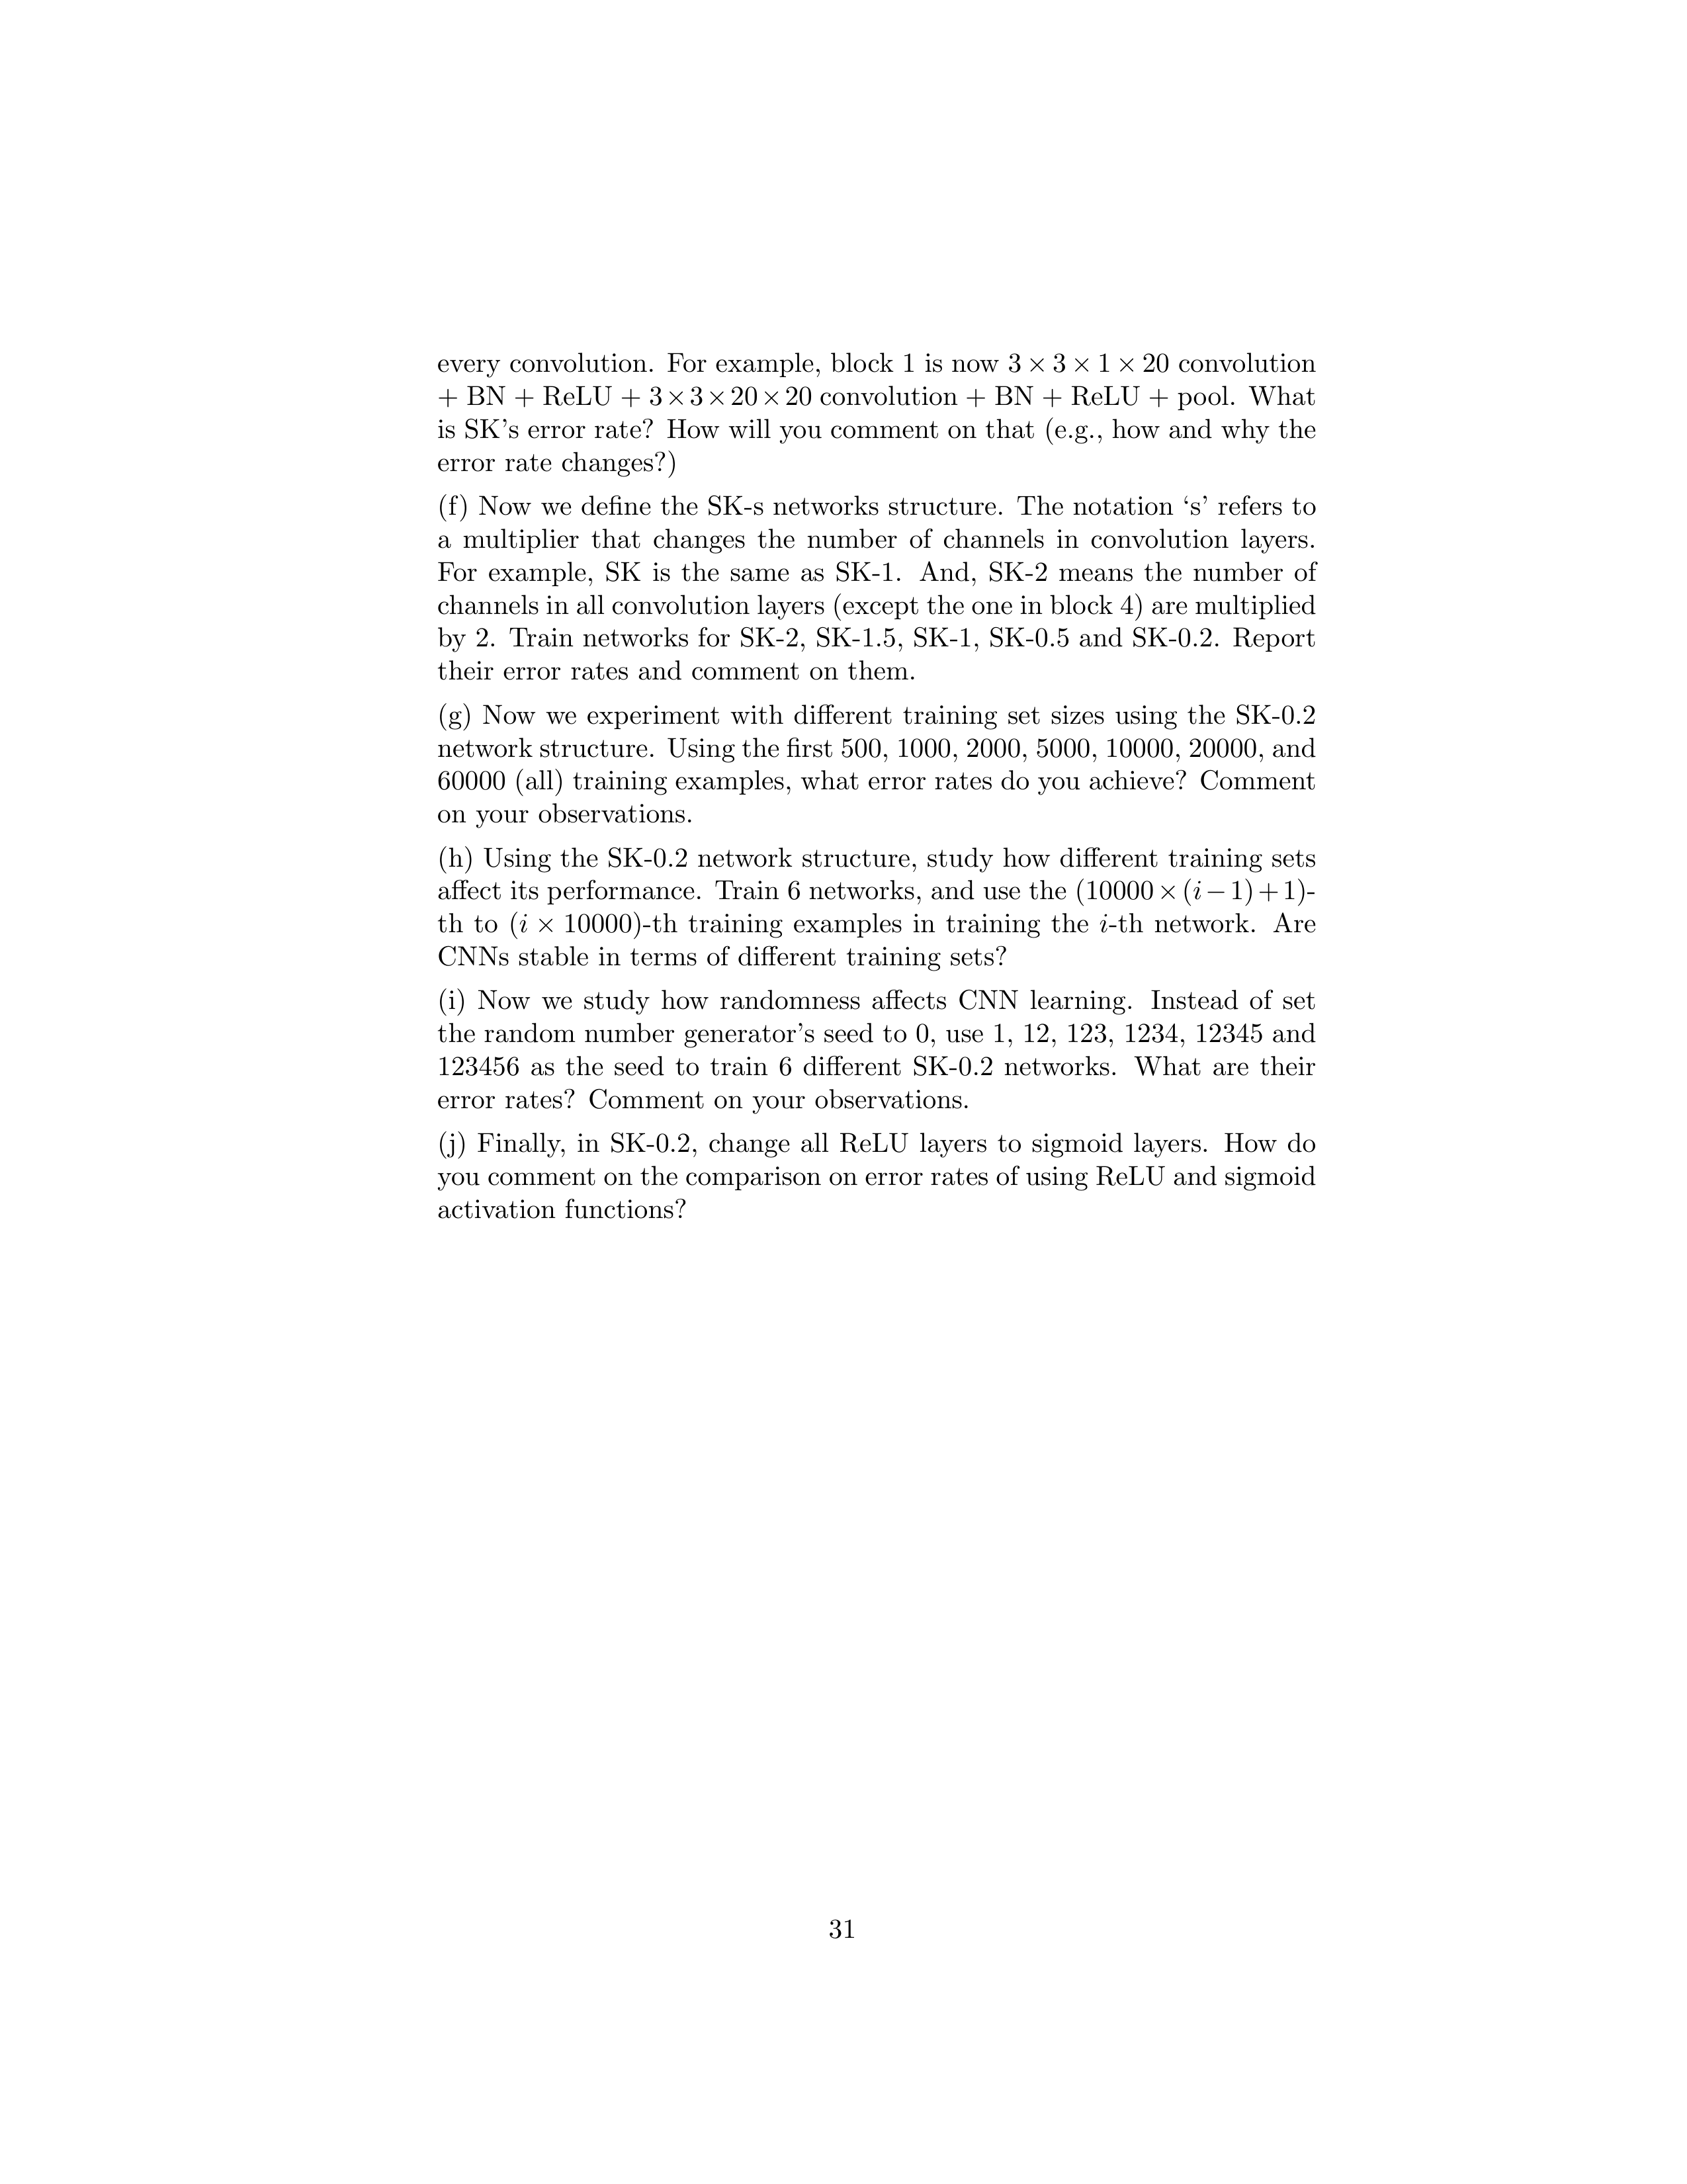 every convolution. For example, block 1 is now 3 × 3 × 1 × 20 convolution
+ BN + ReLU + 3×3×20×20 convolution + BN + ReLU + pool. What
is SK’s error rate? How will you comment on that (e.g., how and why the
error rate changes?)
(f) Now we define the SK-s networks structure. The notation ‘s’ refers to
a multiplier that changes the number of channels in convolution layers.
For example, SK is the same as SK-1. And, SK-2 means the number of
channels in all convolution layers (except the one in block 4) are multiplied
by 2. Train networks for SK-2, SK-1.5, SK-1, SK-0.5 and SK-0.2. Report
their error rates and comment on them.
(g) Now we experiment with different training set sizes using the SK-0.2
network structure. Using the first 500, 1000, 2000, 5000, 10000, 20000, and
60000 (all) training examples, what error rates do you achieve? Comment
on your observations.
(h) Using the SK-0.2 network structure, study how different training sets
affect its performance. Train 6 networks, and use the (10000×(i−1)+1)-
th to (i × 10000)-th training examples in training the i-th network. Are
CNNs stable in terms of different training sets?
(i) Now we study how randomness affects CNN learning. Instead of set
the random number generator’s seed to 0, use 1, 12, 123, 1234, 12345 and
123456 as the seed to train 6 different SK-0.2 networks. What are their
error rates? Comment on your observations.
(j) Finally, in SK-0.2, change all ReLU layers to sigmoid layers. How do
you comment on the comparison on error rates of using ReLU and sigmoid
activation functions?
31